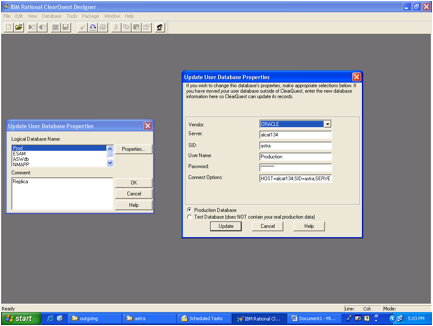 IBM Rational ClearQuest Designer
File Edit View Database Tools Package Window Help
Update User Database Properties
If you wish to change this database's properties, make appropriate selections below. If
you have moved your user database outside of ClearQuest, enter the new database
information here so ClearQuest can update its records.
Vendor: ORACLE
Server: alcat134
SID: astra
User Name: Production
Password: ********
Connect Options: HOST=alcat134;SID=astra;SERVE
Production Database
Test Database (does NOT contain your real production data)
Update Cancel Help
Update User Database Properties
Logical Database Name:
Prod
ESAM
ASWdb
NMAPP
Properties...
Comment
Replica
OK
Cancel
Help
Ready
Line: Col: Mode:
start outgoing astra Scheduled Tasks IBM Rational Cl... Document1 - Mic... 5:03 PM